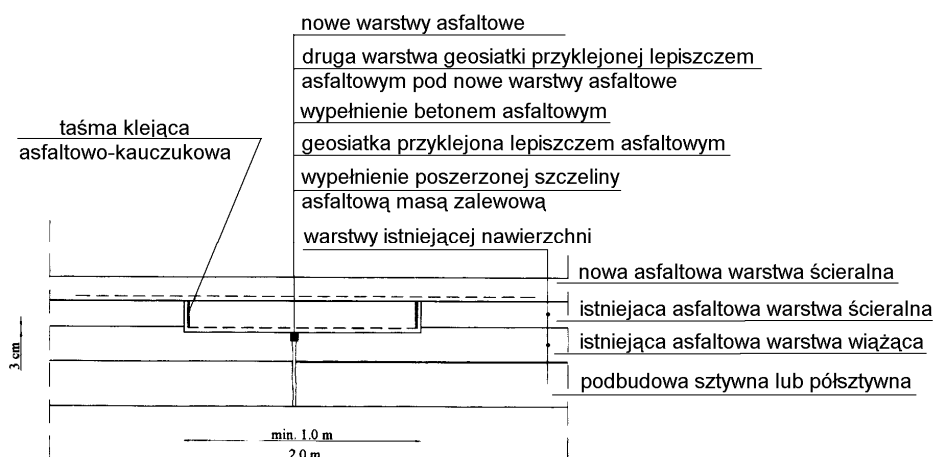 nowe warstwy asfaltowe
druga warstwa geosiatki przyklejonej lepiszczem
asfaltowym pod nowe warstwy asfaltowe
wypełnienie betonem asfaltowym
taśma klejąca
asfaltowo-kauczukowa
geosiatka przyklejona lepiszczem asfaltowym
wypełnienie poszerzonej szczeliny
asfaltową masą zalewową
warstwy istniejącej nawierzchni
nowa asfaltowa warstwa ścieralna
istniejaca asfaltowa warstwa ścieralna
istniejąca asfaltowa warstwa wiążąca
podbudowa sztywna lub półsztywna
3 cm
min. 1.0 m
2.0 m